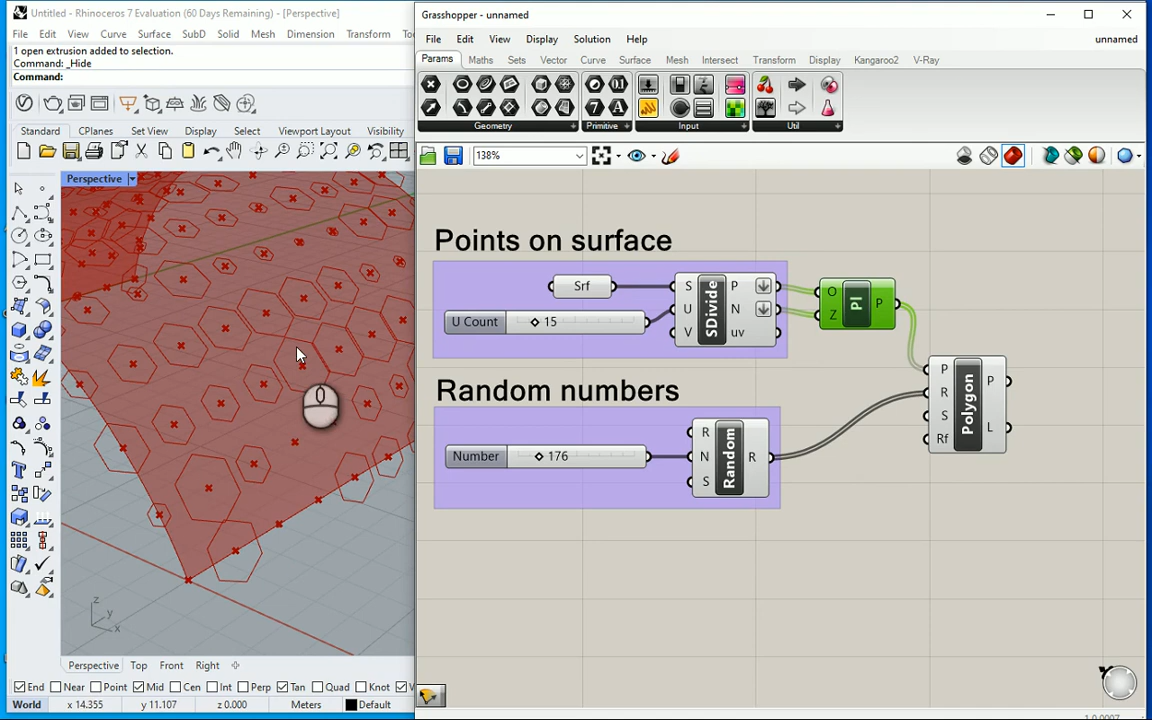 Untitled - Rhinoceros 7 Evaluation (60 Days Remaining) - [Perspective]
File Edit View Curve Surface SubD Solid Mesh Dimension Transform
1 open extrusion added to selection.
Command: _Hide
Command:
Standard CPlanes Set View Display Select Viewport Layout Visibility
Perspective
z
y
x
Perspective Top Front Right
End Near Point Mid Cen Int Perp Tan Quad Knot
World x 14.355 y 11.107 z 0.000 Meters Default
Grasshopper - unnamed
File Edit View Display Solution Help unnamed
Params Maths Sets Vector Curve Surface Mesh Intersect Transform Display Kangaroo2 V-Ray
Geometry Primitive Input Util
138%
Points on surface
Srf
U Count 15
S U V SDivide P N uv
O Z Pl P
Random numbers
Number 176
R N S Random R
P R S Rf Polygon P L
1.0.0007